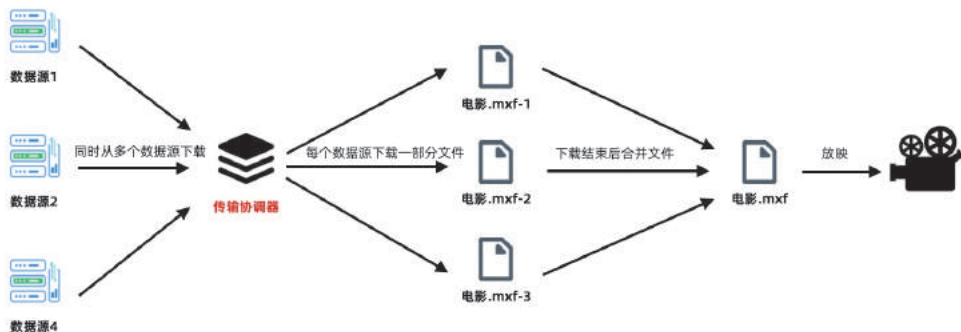 数据源1
数据源2
数据源4
同时从多个数据源下载
传输协调器
每个数据源下载一部分文件
电影.mxf-1
电影.mxf-2
电影.mxf-3
下载结束后合并文件
电影.mxf
放映